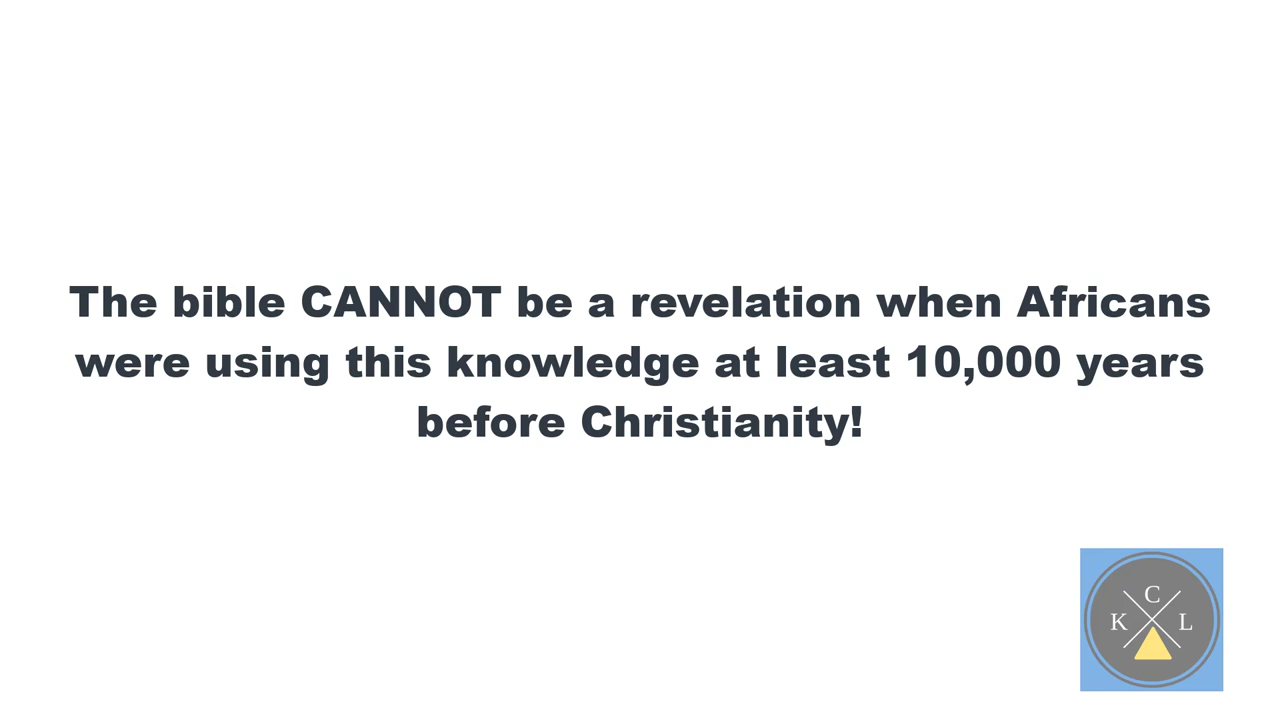 The bible CANNOT be a revelation when Africans
were using this knowledge at least 10,000 years
before Christianity!
C
K L